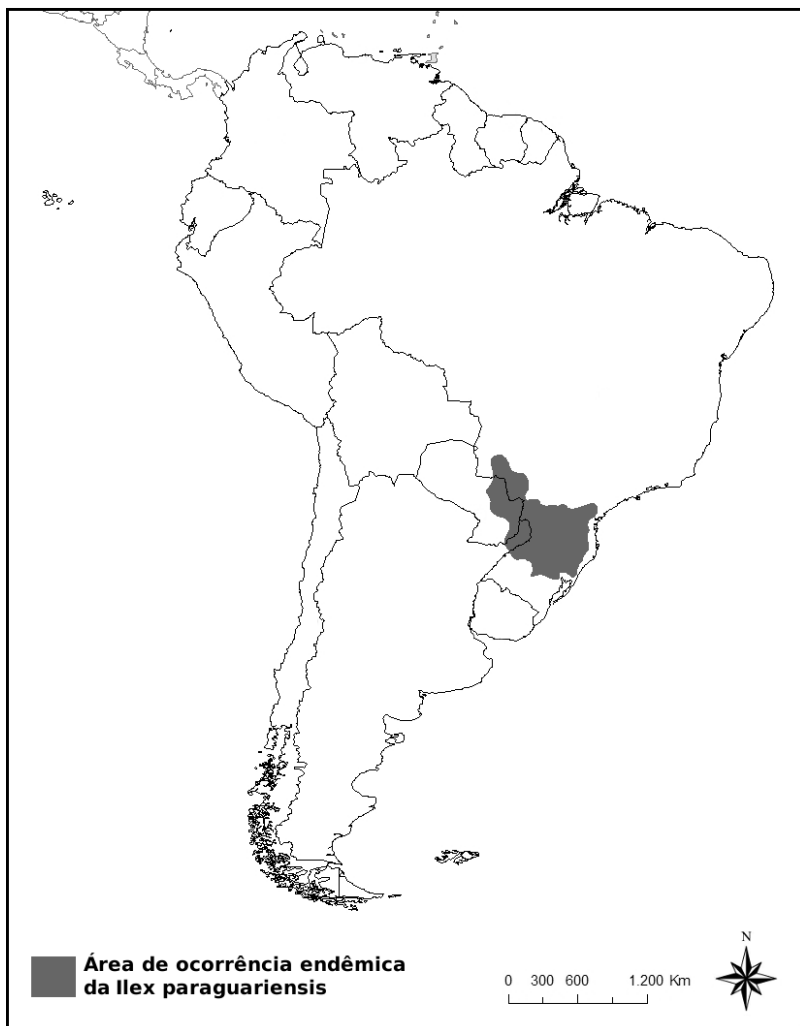 N
Área de ocorrência endêmica
da Ilex paraguariensis
0 300 600 1.200 Km